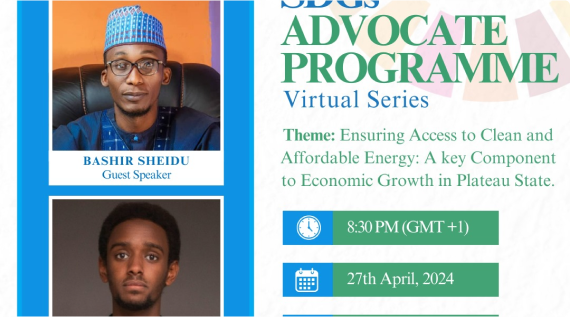 SDGs
ADVOCATE
PROGRAMME
Virtual Series
Theme: Ensuring Access to Clean and
Affordable Energy: A key Component
to Economic Growth in Plateau State.
8:30 PM (GMT +1)
27th April, 2024
BASHIR SHEIDU
Guest Speaker